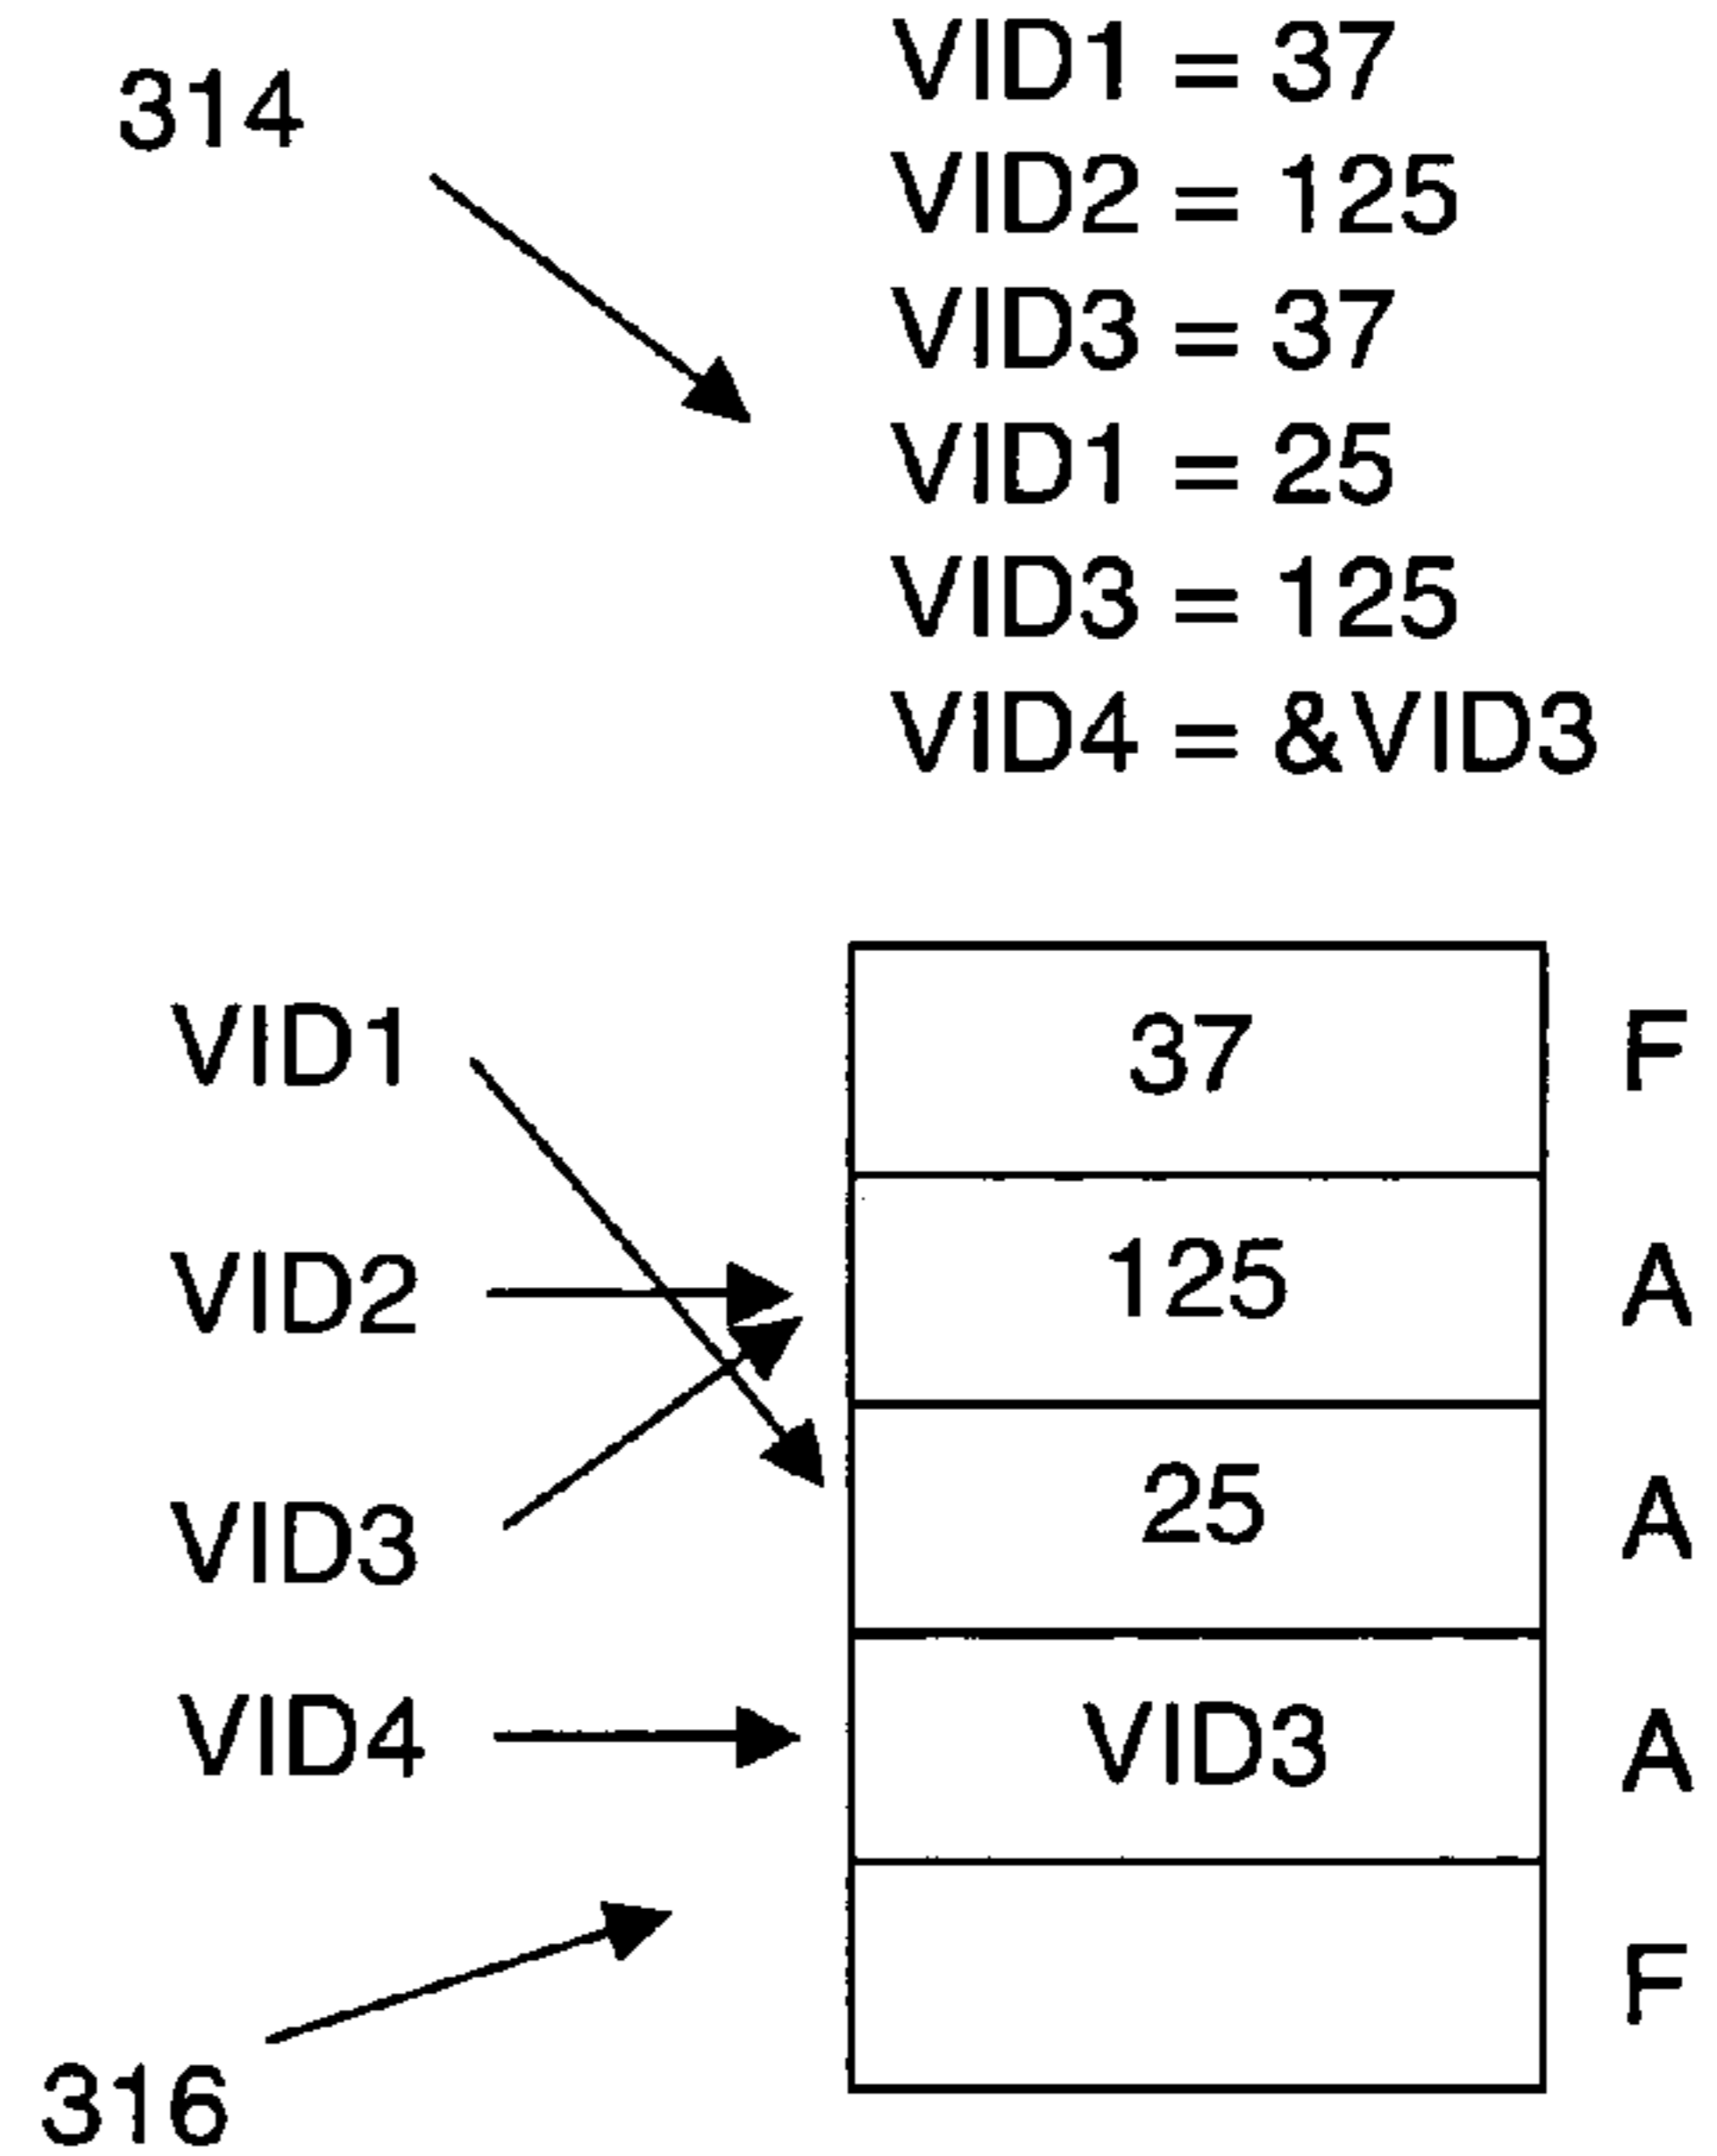 VID1 = 37
314
VID2 = 125
VID3 = 37
VID1 = 25
VID3 = 125
VID4 = &VID3
VID1 37 F
VID2 125 A
VID3 25 A
VID4 VID3 A
F
316